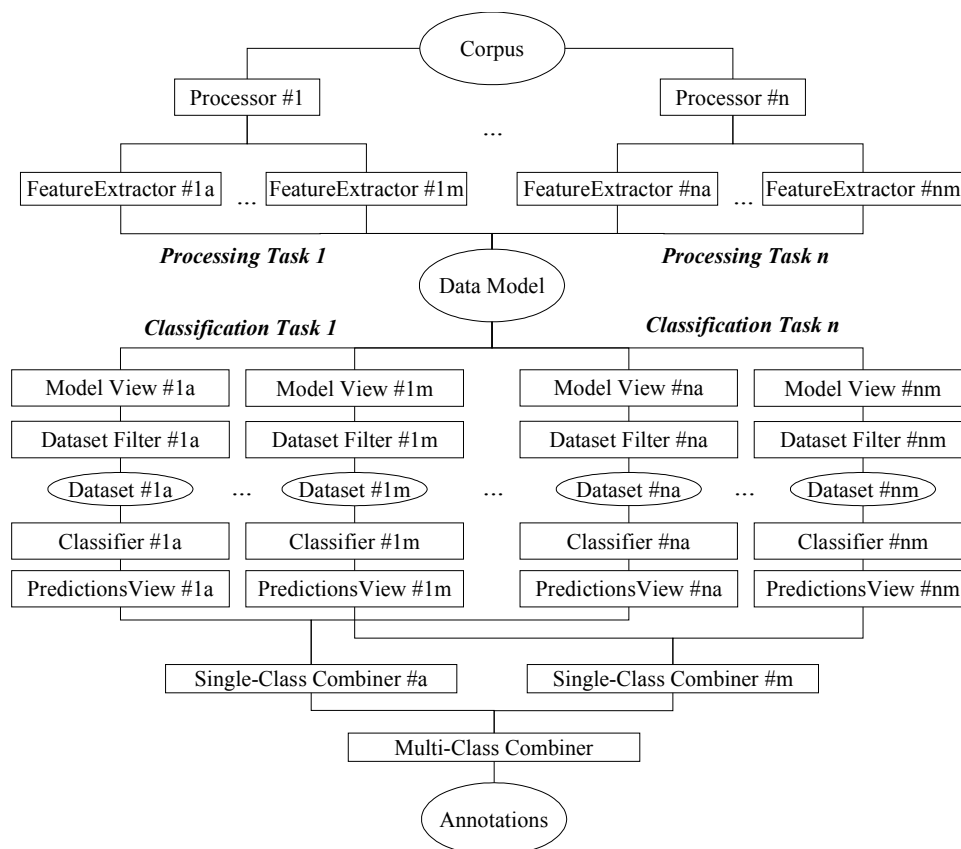 Corpus
Processor #1
Processor #n
...
FeatureExtractor #1a
...
FeatureExtractor #1m
FeatureExtractor #na
...
FeatureExtractor #nm
Processing Task 1
Processing Task n
Data Model
Classification Task 1
Classification Task n
Model View #1a
Model View #1m
Model View #na
Model View #nm
Dataset Filter #1a
Dataset Filter #1m
Dataset Filter #na
Dataset Filter #nm
Dataset #1a
...
Dataset #1m
...
Dataset #na
...
Dataset #nm
Classifier #1a
Classifier #1m
Classifier #na
Classifier #nm
PredictionsView #1a
PredictionsView #1m
PredictionsView #na
PredictionsView #nm
Single-Class Combiner #a
Single-Class Combiner #m
Multi-Class Combiner
Annotations